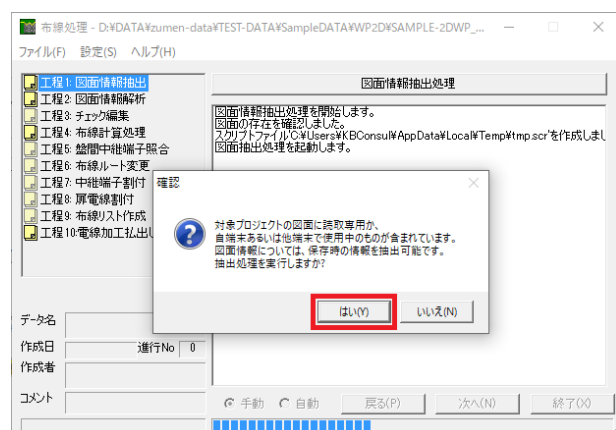 布線処理 - D:¥DATA¥zumen-data¥TEST-DATA¥SampleDATA¥WP2D¥SAMPLE-2DWP_...
ファイル(F) 設定(S) ヘルプ(H)
工程1: 図面情報抽出
工程2: 図面情報解析
工程3: チェック編集
工程4: 布線計算処理
工程5: 盤間中継端子照合
工程6: 布線ルート変更
工程7: 中継端子割付
工程8: 扉電線割付
工程9: 布線リスト作成
工程10:電線加工払出し
図面情報抽出処理
図面情報抽出処理を開始します。
図面の存在を確認しました。
スクリプトファイル'C:¥Users¥KBConsul¥AppData¥Local¥Temp¥tmp.scr'を作成しまし
図面抽出処理を起動します。
確認
対象プロジェクトの図面に読取専用か、
自端末あるいは他端末で使用中のものが含まれています。
図面情報については、保存時の情報を抽出可能です。
抽出処理を実行しますか?
はい(Y) いいえ(N)
データ名
作成日 進行No 0
作成者
コメント
手動 自動 戻る(P) 次へ(N) 終了(X)